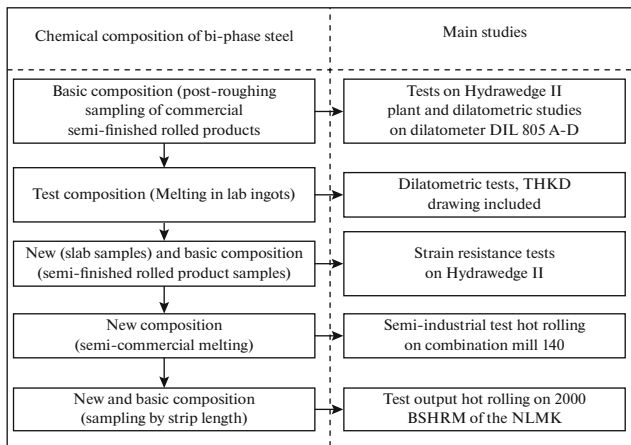 Chemical composition of bi-phase steel
Main studies
Basic composition (post-roughing
sampling of commercial
semi-finished rolled products
Tests on Hydrawedge II
plant and dilatometric studies
on dilatometer DIL 805 A-D
Test composition (Melting in lab ingots)
Dilatometric tests, THKD
drawing included
New (slab samples) and basic composition
(semi-finished rolled product samples)
Strain resistance tests
on Hydrawedge II
New composition
(semi-commercial melting)
Semi-industrial test hot rolling
on combination mill 140
New and basic composition
(sampling by strip length)
Test output hot rolling on 2000
BSHRM of the NLMK